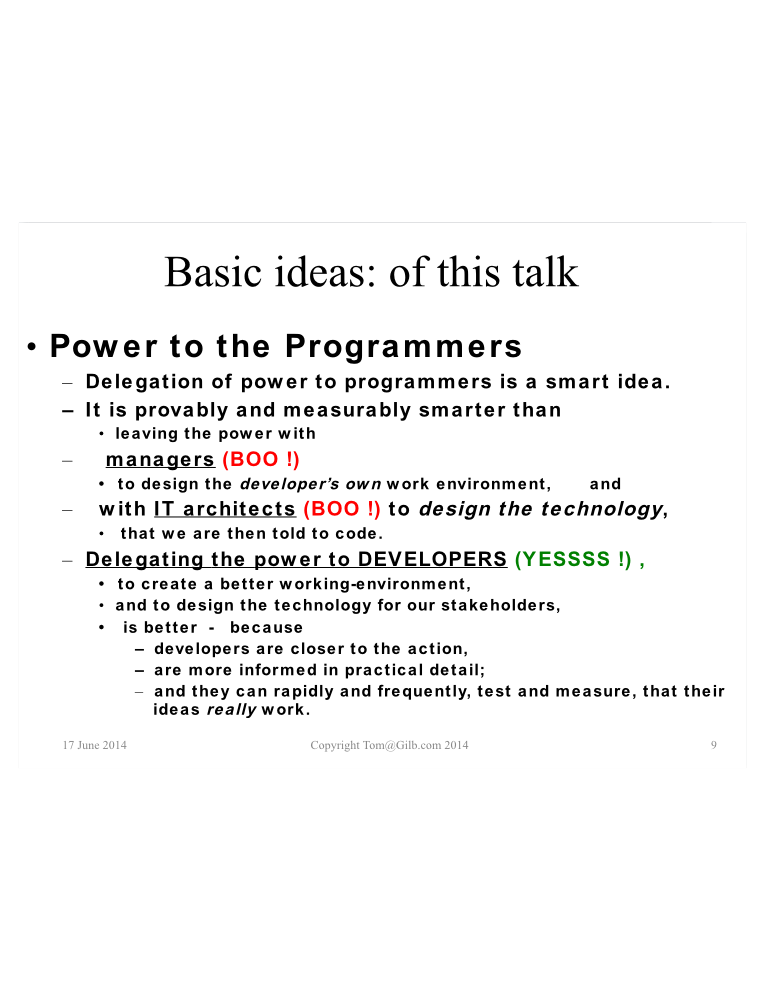 Basic ideas: of this talk
• Power to the Programmers
– Delegation of power to programmers is a smart idea.
– It is provably and measurably smarter than
• leaving the power with
– managers (BOO !)
• to design the developer’s own work environment, and
– with IT architects (BOO !) to design the technology,
• that we are then told to code.
– Delegating the power to DEVELOPERS (YESSSS !) ,
• to create a better working-environment,
• and to design the technology for our stakeholders,
• is better - because
– developers are closer to the action,
– are more informed in practical detail;
– and they can rapidly and frequently, test and measure, that their
ideas really work.
17 June 2014 Copyright Tom@Gilb.com 2014 9